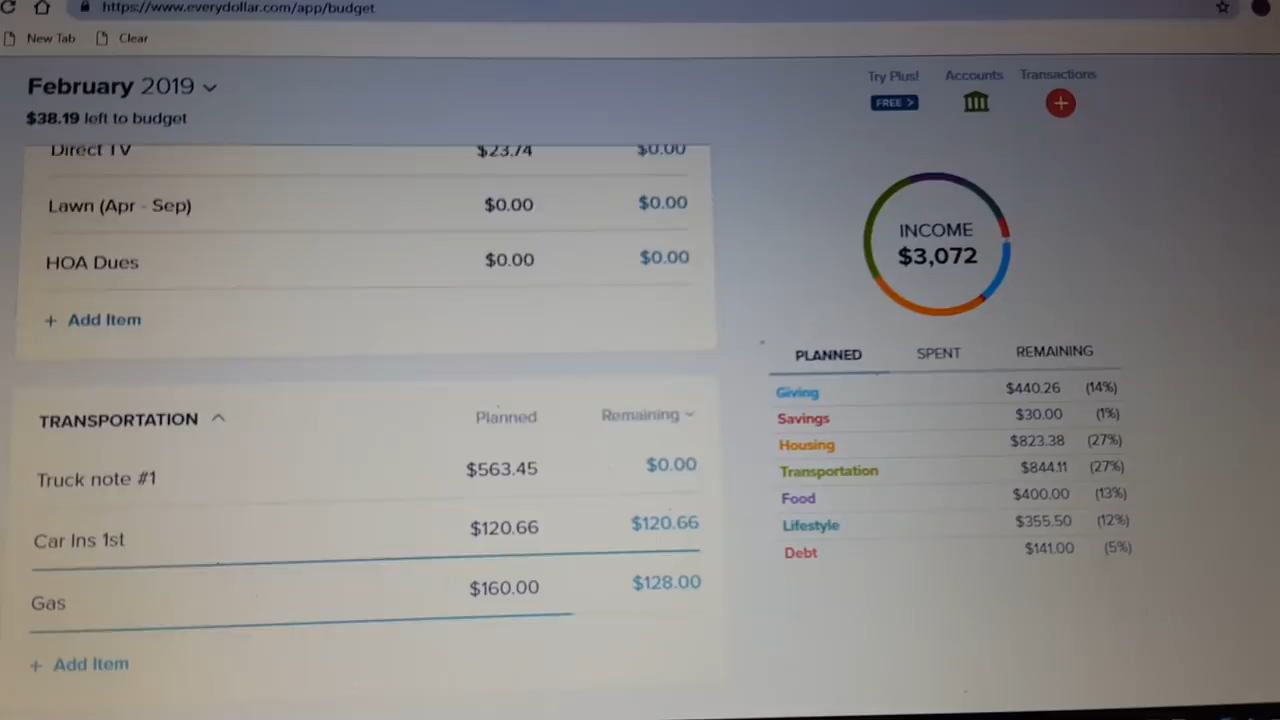 https://www.everydollar.com/app/budget
New Tab Clear
February 2019
$38.19 left to budget
Try Plus! Accounts Transactions
FREE >
Direct TV $23.74 $0.00
Lawn (Apr - Sep) $0.00 $0.00
HOA Dues $0.00 $0.00
+ Add Item
TRANSPORTATION Planned Remaining
Truck note #1 $563.45 $0.00
Car Ins 1st $120.66 $120.66
Gas $160.00 $128.00
+ Add Item
INCOME
$3,072
PLANNED SPENT REMAINING
Giving $440.26 (14%)
Savings $30.00 (1%)
Housing $823.38 (27%)
Transportation $844.11 (27%)
Food $400.00 (13%)
Lifestyle $355.50 (12%)
Debt $141.00 (5%)